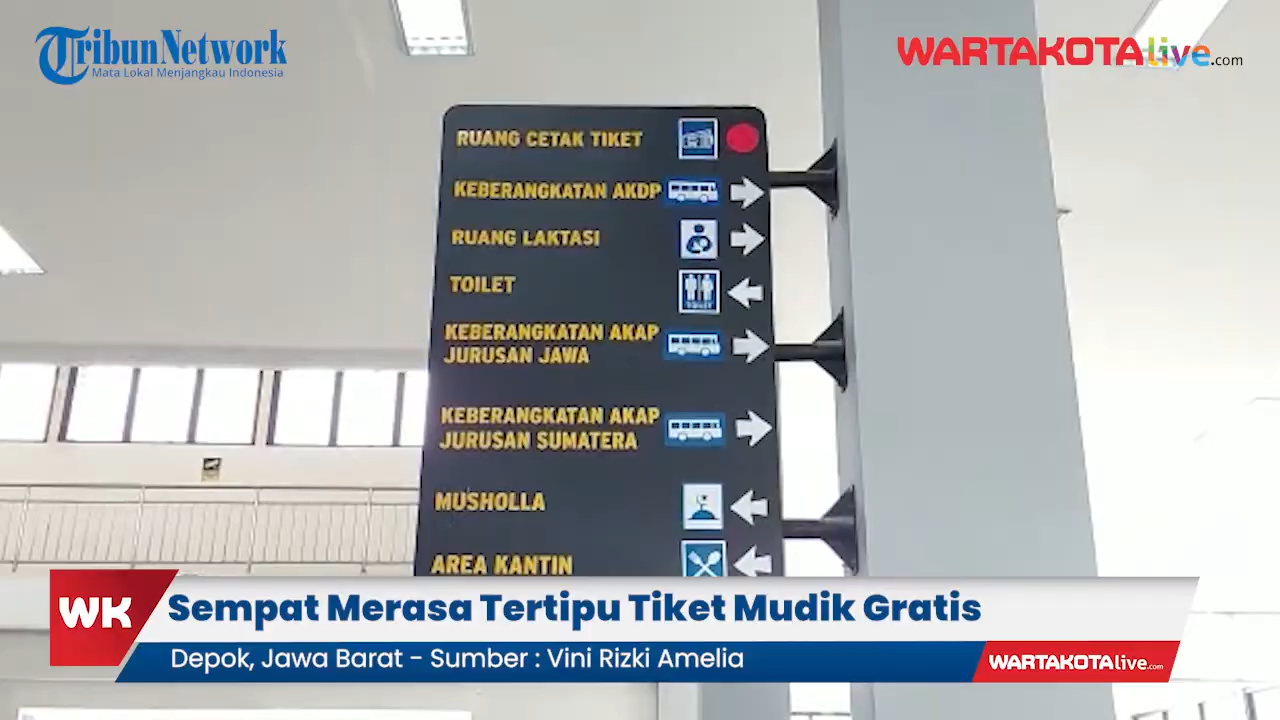 Tribun Network
Mata Lokal Menjangkau Indonesia
WARTAKOTAlive.com
RUANG CETAK TIKET
KEBERANGKATAN AKDP
RUANG LAKTASI
TOILET
TOILET
KEBERANGKATAN AKAP
JURUSAN JAWA
KEBERANGKATAN AKAP
JURUSAN SUMATERA
MUSHOLLA
AREA KANTIN
WK
Sempat Merasa Tertipu Tiket Mudik Gratis
Depok, Jawa Barat - Sumber : Vini Rizki Amelia
WARTAKOTAlive.com